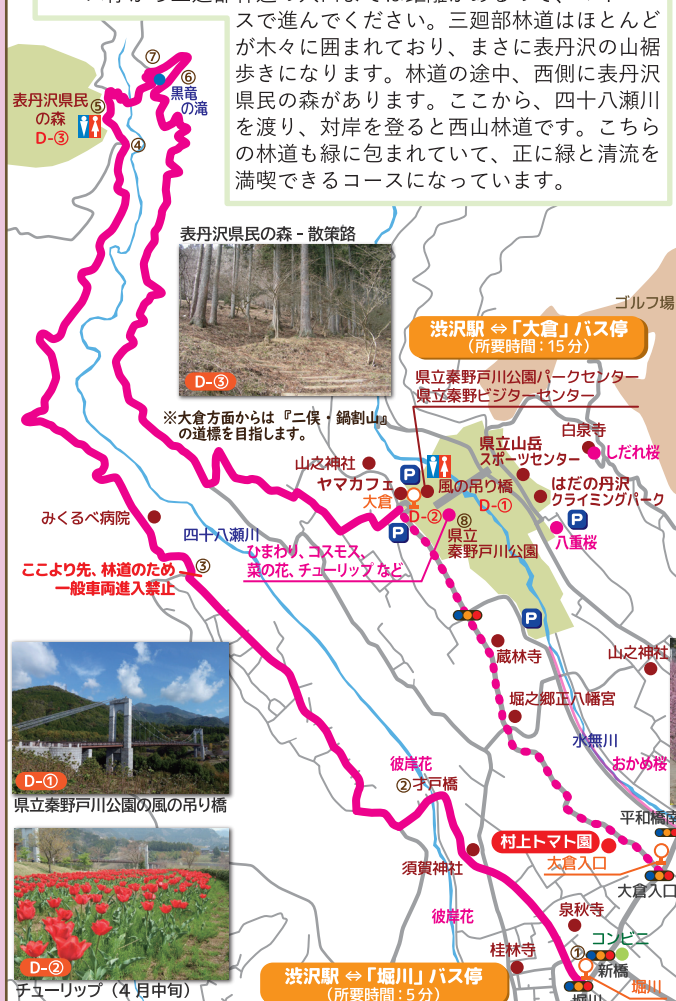 スで進んでください。三廻部林道はほとんど
が木々に囲まれており、まさに表丹沢の山裾
歩きになります。林道の途中、西側に表丹沢
県民の森があります。ここから、四十八瀬川
を渡り、対岸を登ると西山林道です。こちら
の林道も緑に包まれていて、正に緑と清流を
満喫できるコースになっています。
⑦
⑥
黒竜
の滝
表丹沢県民
の森
D-③
⑤
④
表丹沢県民の森 - 散策路
D-③
ゴルフ場
渋沢駅 ⇔「大倉」バス停
(所要時間:15分)
県立秦野戸川公園パークセンター
県立秦野ビジターセンター
※大倉方面からは『二俣・鍋割山』
の道標を目指します。
白泉寺
しだれ桜
県立山岳
スポーツセンター
山之神社
P
ヤマカフェ
大倉
風の吊り橋
D-①
はだの丹沢
クライミングパーク
D-②
⑧
P
P
八重桜
県立
秦野戸川公園
みくるべ病院
四十八瀬川
ひまわり、コスモス、
菜の花、チューリップ など
③
ここより先、林道のため
一般車両進入禁止
P
蔵林寺
山之神社
堀之郷正八幡宮
水無川
おかめ桜
D-①
県立秦野戸川公園の風の吊り橋
彼岸花
②才戸橋
平和橋南
村上トマト園
大倉入口
大倉入口
須賀神社
彼岸花
泉秋寺
D-②
チューリップ(4月中旬)
桂林寺
コンビニ
①
新橋
堀川
堀川
渋沢駅 ⇔「堀川」バス停
(所要時間:5分)